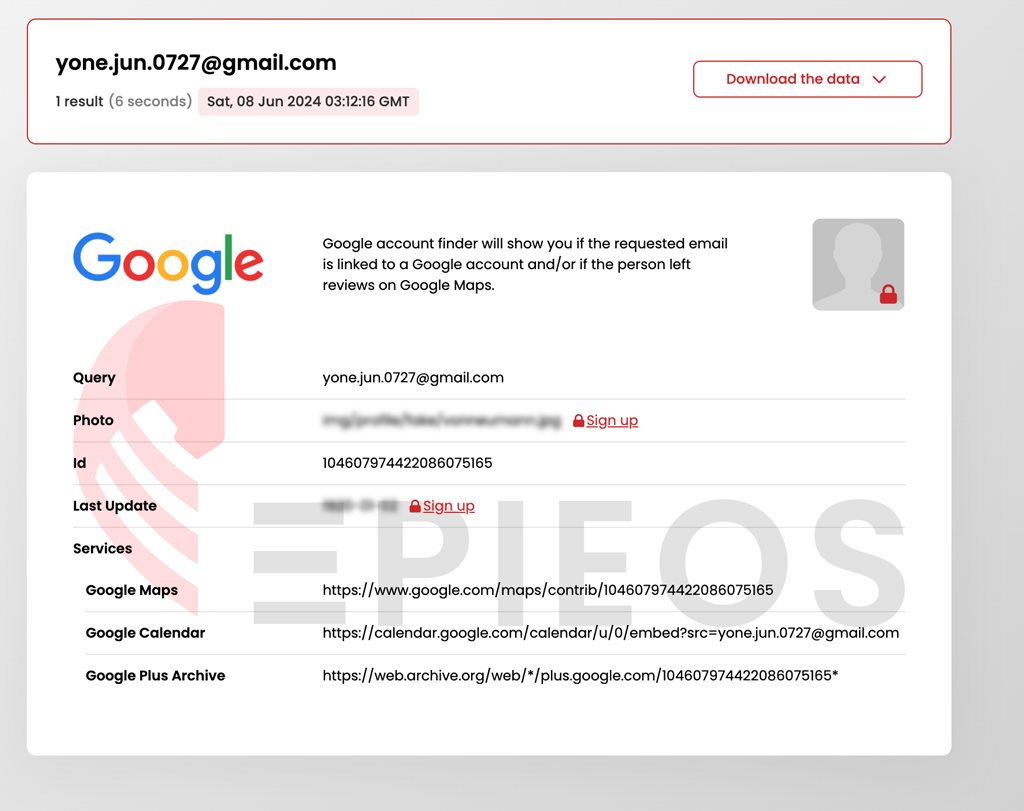 yone.jun.0727@gmail.com
1 result (6 seconds) Sat, 08 Jun 2024 03:12:16 GMT
Download the data
Google
Google account finder will show you if the requested email
is linked to a Google account and/or if the person left
reviews on Google Maps.
Query yone.jun.0727@gmail.com
Photo Sign up
Id 104607974422086075165
Last Update Sign up
Services
Google Maps https://www.google.com/maps/contrib/104607974422086075165
Google Calendar https://calendar.google.com/calendar/u/0/embed?src=yone.jun.0727@gmail.com
Google Plus Archive https://web.archive.org/web/*/plus.google.com/104607974422086075165*
EPIEOS